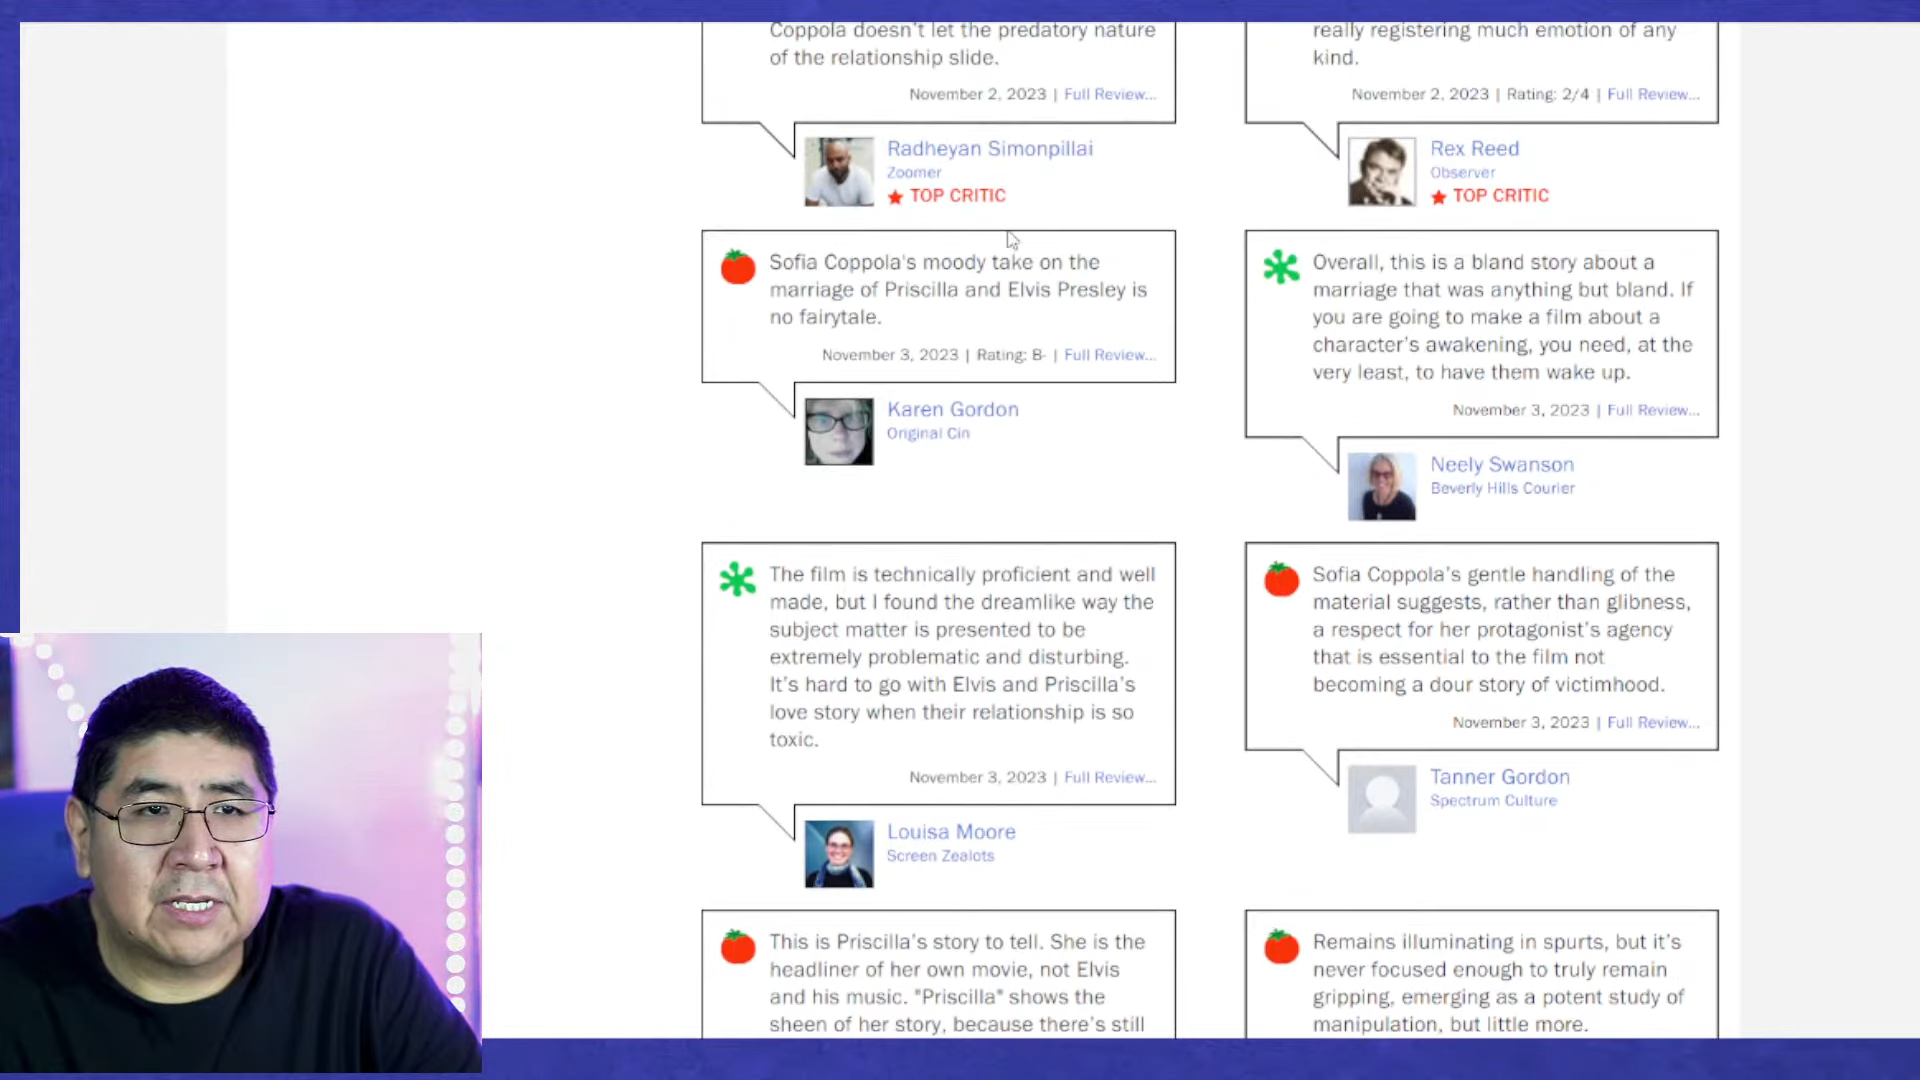 Coppola doesn't let the predatory nature
of the relationship slide.
November 2, 2023 | Full Review...
Radheyan Simonpillai
Zoomer
TOP CRITIC
really registering much emotion of any
kind.
November 2, 2023 | Rating: 2/4 | Full Review...
Rex Reed
Observer
TOP CRITIC
Sofia Coppola's moody take on the
marriage of Priscilla and Elvis Presley is
no fairytale.
November 3, 2023 | Rating: B- | Full Review...
Karen Gordon
Original Cin
Overall, this is a bland story about a
marriage that was anything but bland. If
you are going to make a film about a
character's awakening, you need, at the
very least, to have them wake up.
November 3, 2023 | Full Review...
Neely Swanson
Beverly Hills Courier
The film is technically proficient and well
made, but I found the dreamlike way the
subject matter is presented to be
extremely problematic and disturbing.
It's hard to go with Elvis and Priscilla's
love story when their relationship is so
toxic.
November 3, 2023 | Full Review...
Louisa Moore
Screen Zealots
Sofia Coppola's gentle handling of the
material suggests, rather than glibness,
a respect for her protagonist's agency
that is essential to the film not
becoming a dour story of victimhood.
November 3, 2023 | Full Review...
Tanner Gordon
Spectrum Culture
This is Priscilla's story to tell. She is the
headliner of her own movie, not Elvis
and his music. "Priscilla" shows the
sheen of her story, because there's still
Remains illuminating in spurts, but it's
never focused enough to truly remain
gripping, emerging as a potent study of
manipulation, but little more.